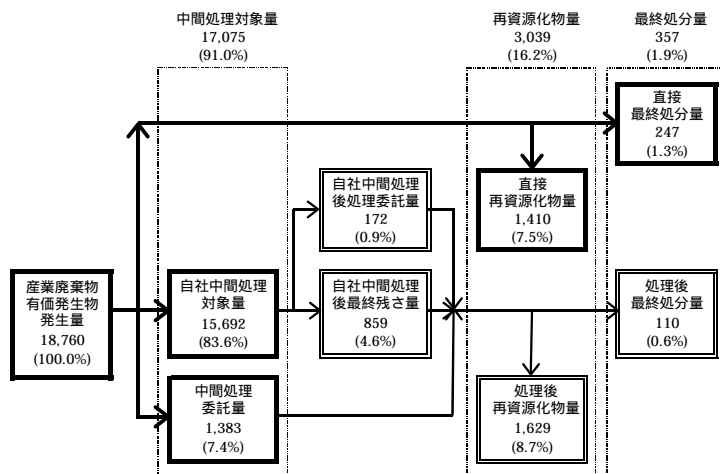 中間処理対象量
17,075
(91.0%)
再資源化物量
3,039
(16.2%)
最終処分量
357
(1.9%)
直接
最終処分量
247
(1.3%)
自社中間処理
後処理委託量
172
(0.9%)
直接
再資源化物量
1,410
(7.5%)
産業廃棄物
有価発生物
発生量
18,760
(100.0%)
自社中間処理
対象量
15,692
(83.6%)
自社中間処理
後最終残さ量
859
(4.6%)
処理後
最終処分量
110
(0.6%)
中間処理
委託量
1,383
(7.4%)
処理後
再資源化物量
1,629
(8.7%)